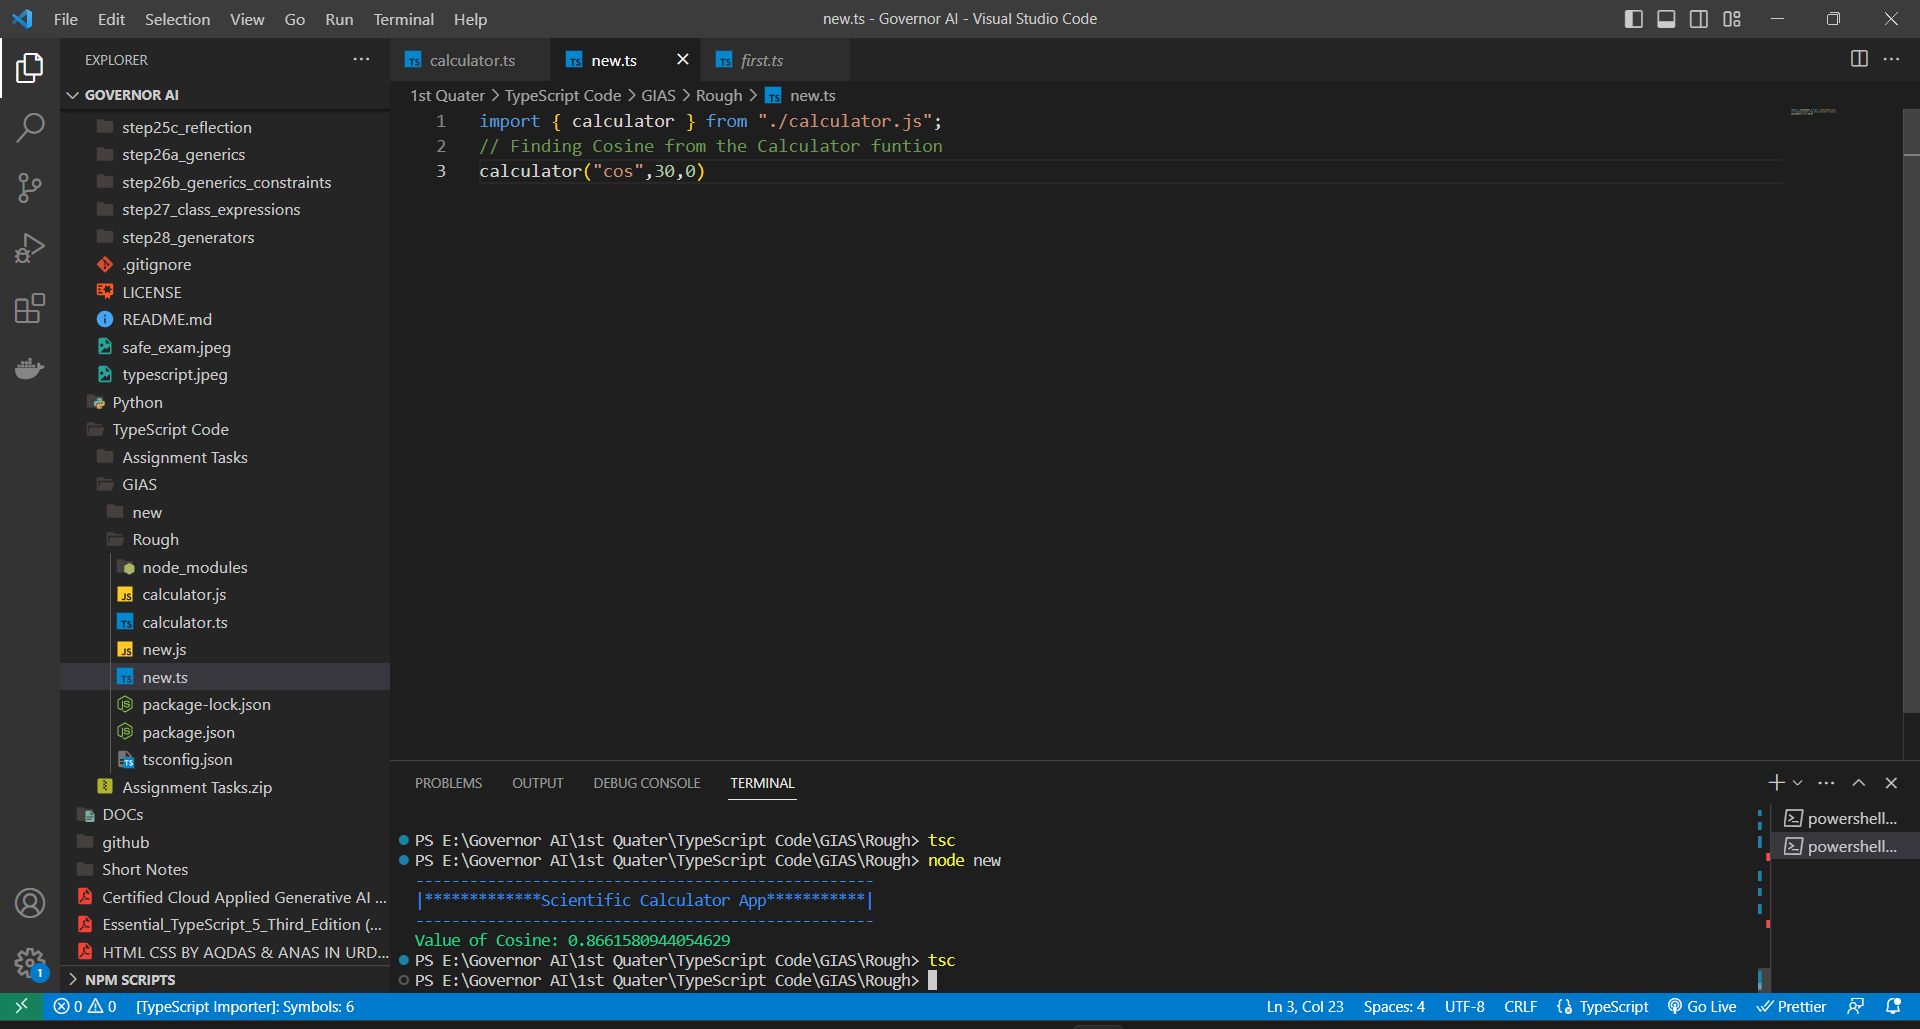 File Edit Selection View Go Run Terminal Help
new.ts - Governor AI - Visual Studio Code
EXPLORER
GOVERNOR AI
step25c_reflection
step26a_generics
step26b_generics_constraints
step27_class_expressions
step28_generators
.gitignore
LICENSE
README.md
safe_exam.jpeg
typescript.jpeg
Python
TypeScript Code
Assignment Tasks
GIAS
new
Rough
node_modules
calculator.js
calculator.ts
new.js
new.ts
package-lock.json
package.json
tsconfig.json
Assignment Tasks.zip
DOCs
github
Short Notes
Certified Cloud Applied Generative AI ...
Essential_TypeScript_5_Third_Edition (...
HTML CSS BY AQDAS & ANAS IN URD...
NPM SCRIPTS
calculator.ts
new.ts
first.ts
1st Quater > TypeScript Code > GIAS > Rough > new.ts
1 import { calculator } from "./calculator.js";
2 // Finding Cosine from the Calculator funtion
3 calculator("cos",30,0)
PROBLEMS OUTPUT DEBUG CONSOLE TERMINAL
PS E:\Governor AI\1st Quater\TypeScript Code\GIAS\Rough> tsc
PS E:\Governor AI\1st Quater\TypeScript Code\GIAS\Rough> node new
---------------------------------------------------
|*************Scientific Calculator App***********|
---------------------------------------------------
Value of Cosine: 0.8661580944054629
PS E:\Governor AI\1st Quater\TypeScript Code\GIAS\Rough> tsc
PS E:\Governor AI\1st Quater\TypeScript Code\GIAS\Rough>
powershell...
powershell...
1
0 0 [TypeScript Importer]: Symbols: 6
Ln 3, Col 23 Spaces: 4 UTF-8 CRLF {} TypeScript Go Live Prettier